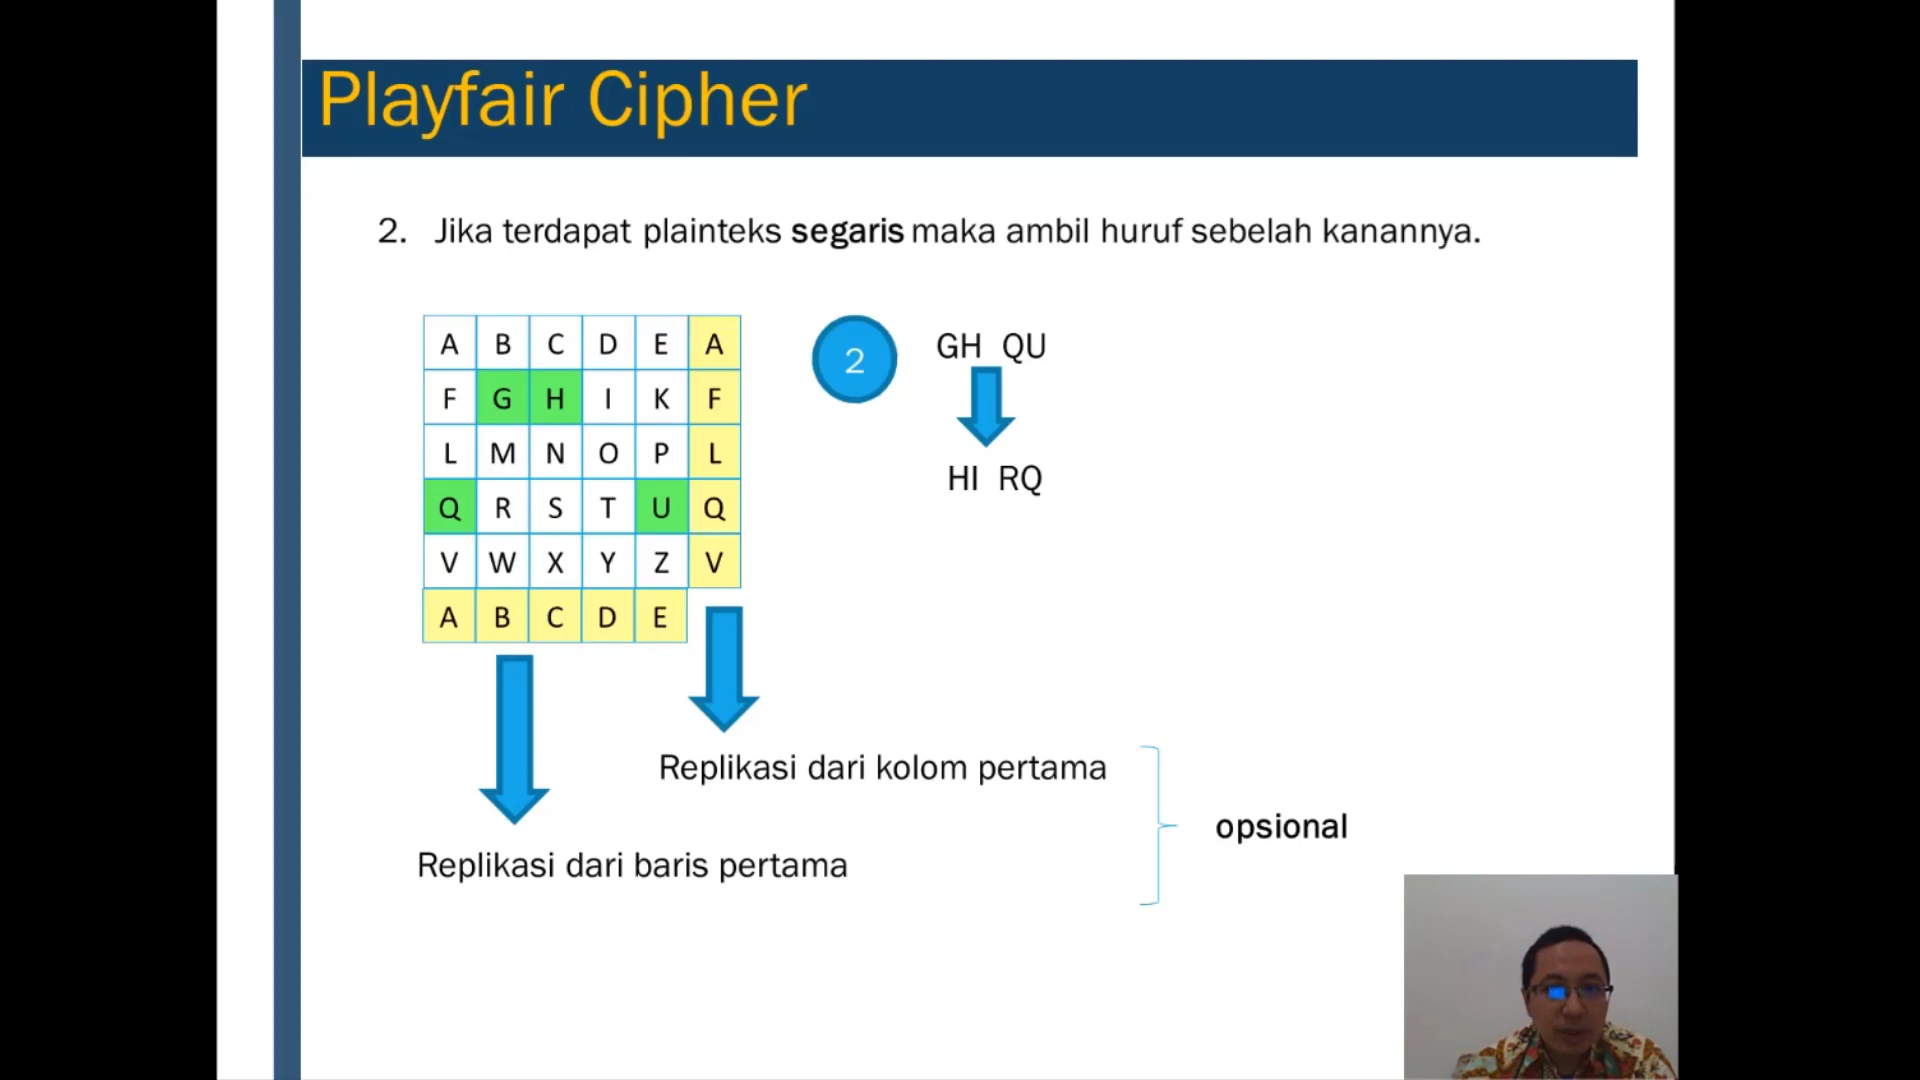 Playfair Cipher
2. Jika terdapat plainteks segaris maka ambil huruf sebelah kanannya.
A B C D E A
F G H I K F
L M N O P L
Q R S T U Q
V W X Y Z V
A B C D E
2
GH QU
HI RQ
Replikasi dari kolom pertama
opsional
Replikasi dari baris pertama